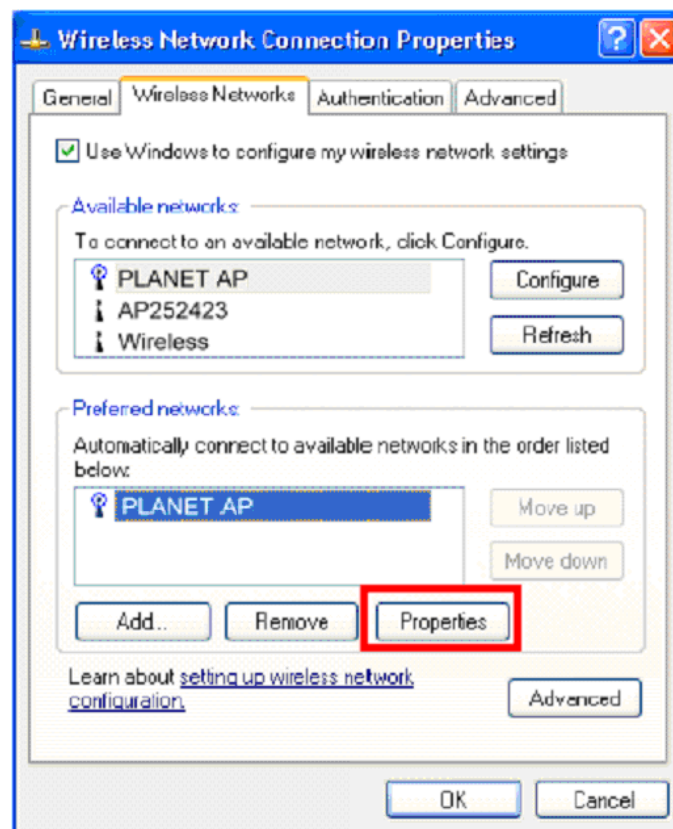 Wireless Network Connection Properties
General Wireless Networks Authentication Advanced
Use Windows to configure my wireless network settings
Available networks:
To connect to an available network, click Configure.
PLANET AP
Configure
AP252423
Wireless
Refresh
Preferred networks:
Automatically connect to available networks in the order listed
below:
PLANET AP
Move up
Move down
Add... Remove Properties
Learn about setting up wireless network
configuration.
Advanced
OK Cancel